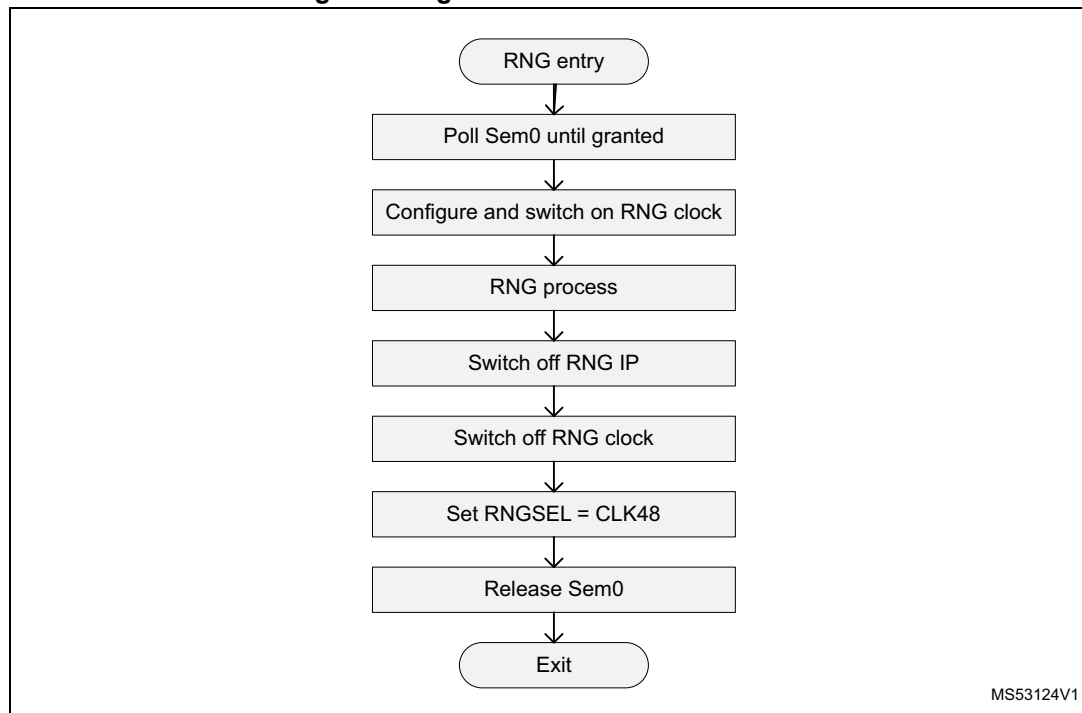 RNG entry
Poll Sem0 until granted
Configure and switch on RNG clock
RNG process
Switch off RNG IP
Switch off RNG clock
Set RNGSEL = CLK48
Release Sem0
Exit
MS53124V1